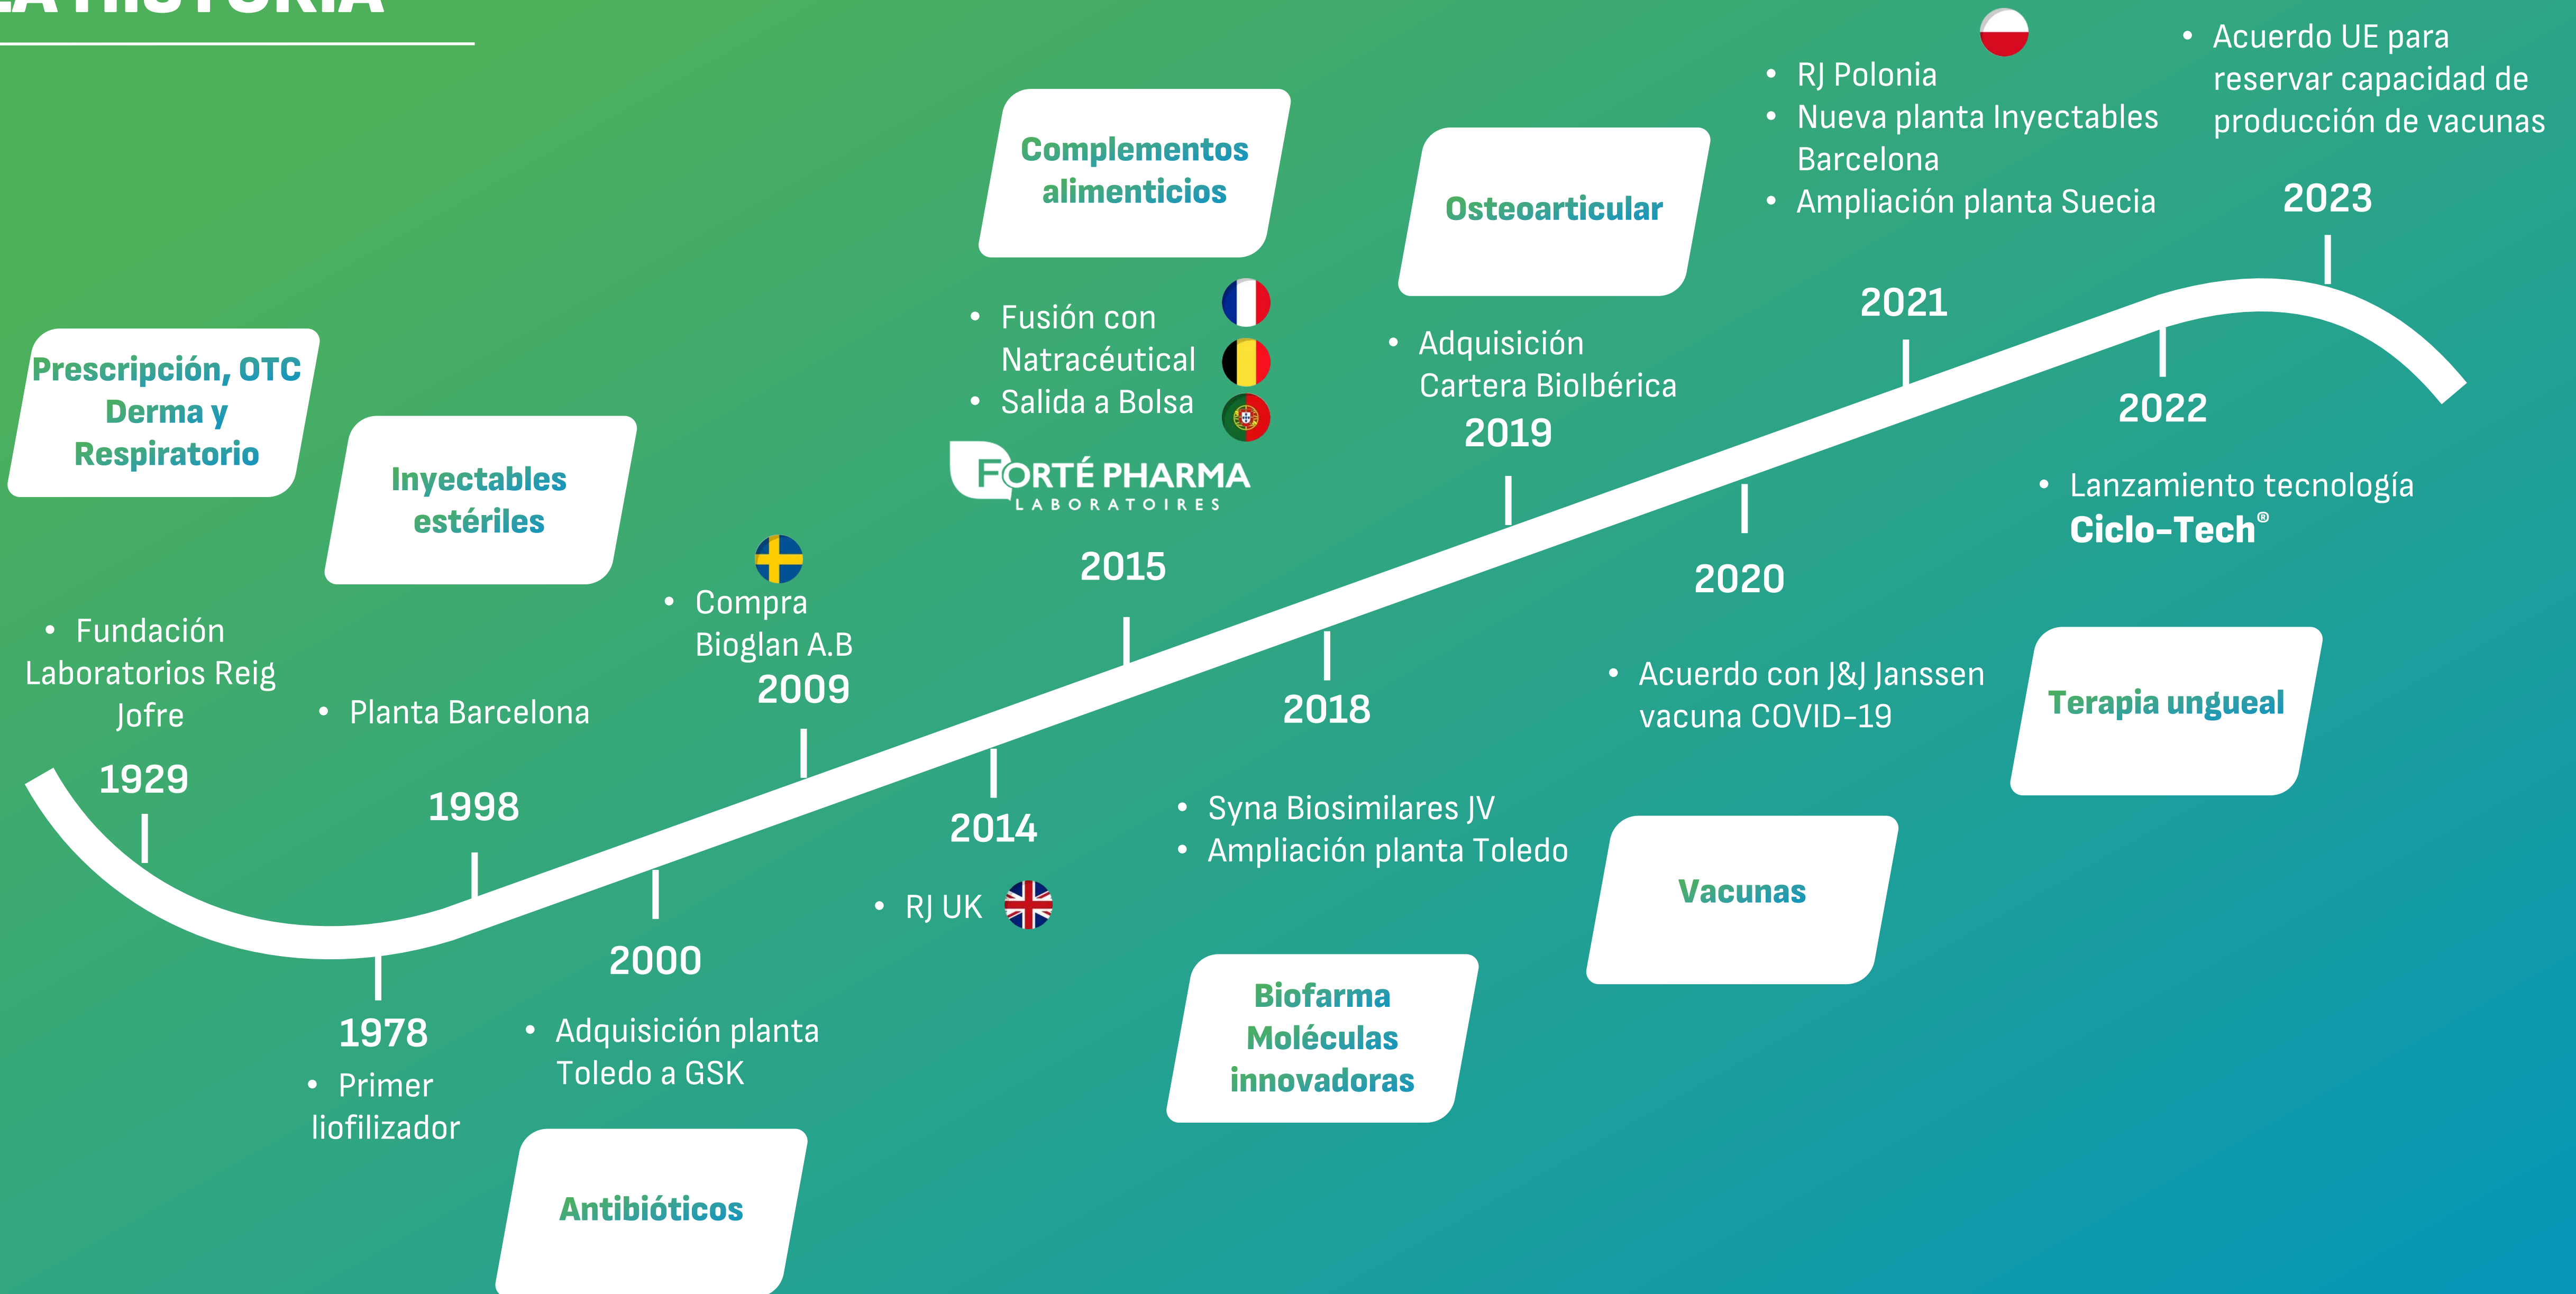 LA HISTORIA
Prescripción, OTC
Derma y
Respiratorio
• Fundación
Laboratorios Reig
Jofre
1929
1978
• Primer
liofilizador
Inyectables
estériles
• Planta Barcelona
1998
2000
• Adquisición planta
Toledo a GSK
Antibióticos
• Compra
Bioglan A.B
2009
2014
• RJ UK
Complementos
alimenticios
• Fusión con
Natracéutical
• Salida a Bolsa
FORTÉ PHARMA
LABORATOIRES
2015
2018
• Syna Biosimilares JV
• Ampliación planta Toledo
Biofarma
Moléculas
innovadoras
Osteoarticular
• Adquisición
Cartera BioIbérica
2019
2020
• Acuerdo con J&J Janssen
vacuna COVID-19
Vacunas
• RJ Polonia
• Nueva planta Inyectables
Barcelona
• Ampliación planta Suecia
2021
2022
• Lanzamiento tecnología
Ciclo-Tech®
Terapia ungueal
• Acuerdo UE para
reservar capacidad de
producción de vacunas
2023